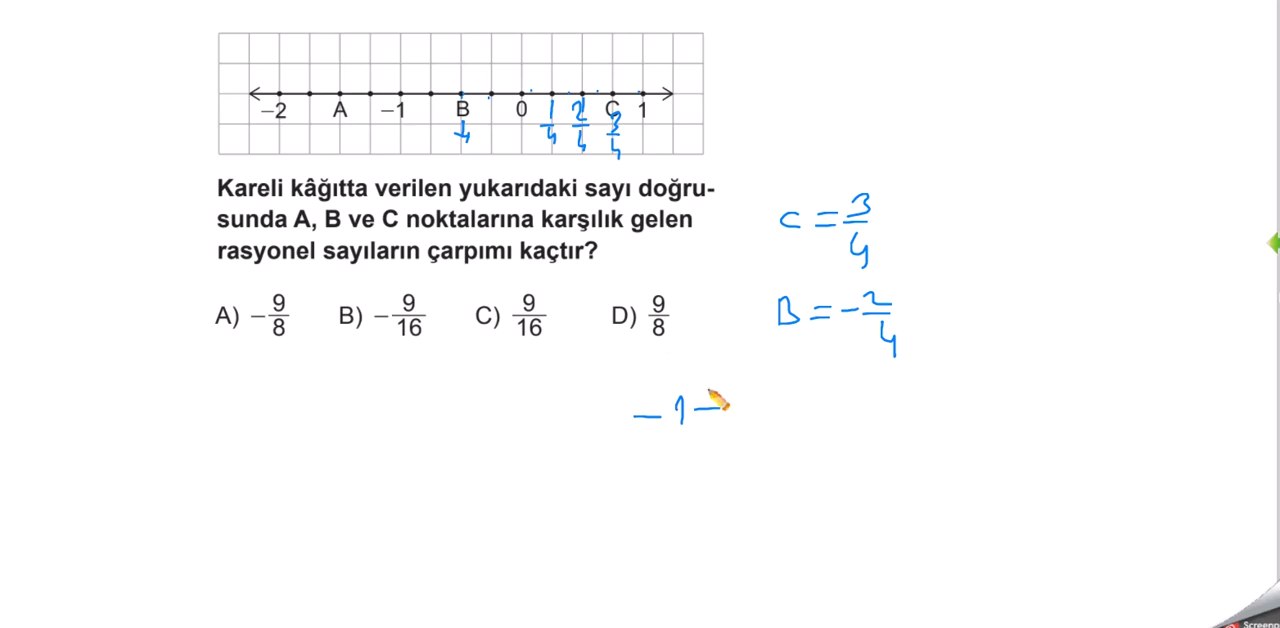 −2 A −1 B 0 C 1
1/4 2/4 3/4
Kareli kâğıtta verilen yukarıdaki sayı doğru-
sunda A, B ve C noktalarına karşılık gelen
rasyonel sayıların çarpımı kaçtır?
A) −9/8 B) −9/16 C) 9/16 D) 9/8
C = 3/4
B = −2/4
−1−